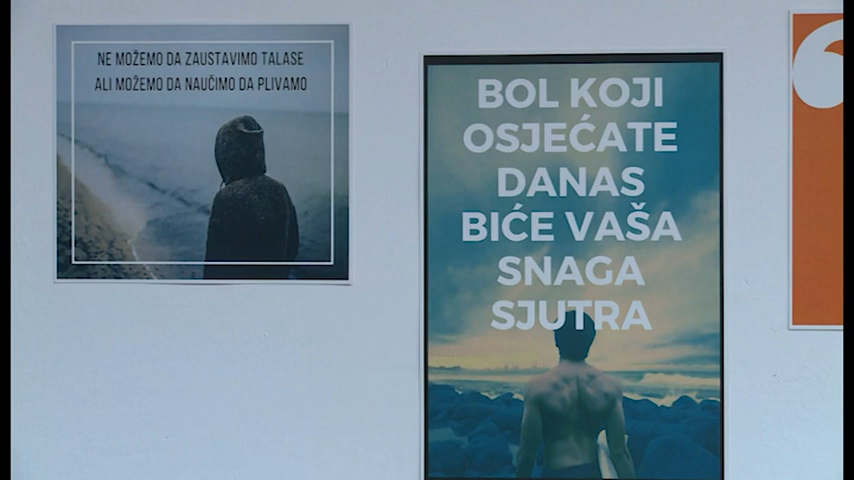 NE MOŽEMO DA ZAUSTAVIMO TALASE
ALI MOŽEMO DA NAUČIMO DA PLIVAMO
BOL KOJI
OSJEĆATE
DANAS
BIĆE VAŠA
SNAGA
SJUTRA